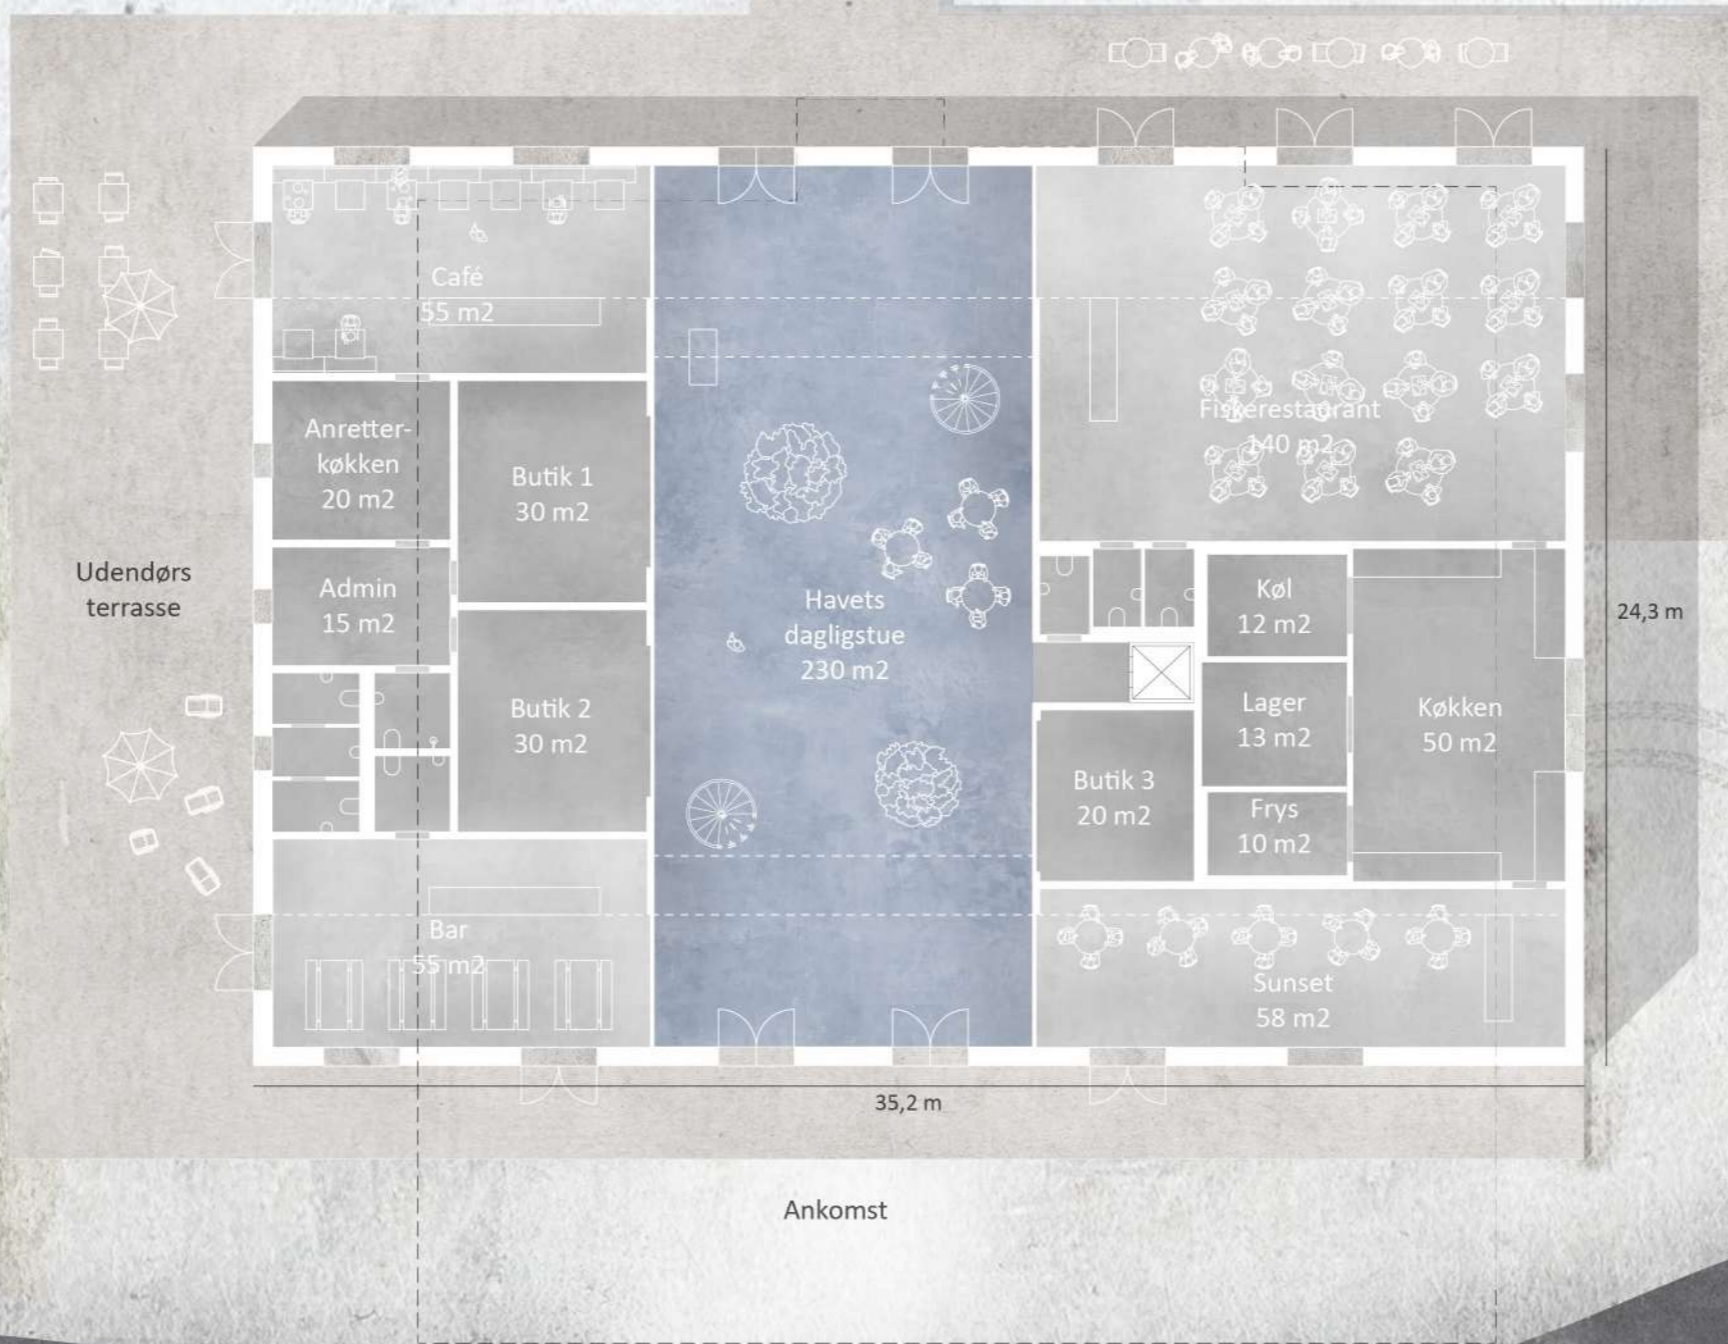 Café
55 m2
Anretter-
køkken
20 m2
Butik 1
30 m2
Admin
15 m2
Butik 2
30 m2
Bar
55 m2
Udendørs
terrasse
Havets
dagligstue
230 m2
Fiskerestaurant
140 m2
Køl
12 m2
Lager
13 m2
Frys
10 m2
Køkken
50 m2
Butik 3
20 m2
Sunset
58 m2
24,3 m
35,2 m
Ankomst